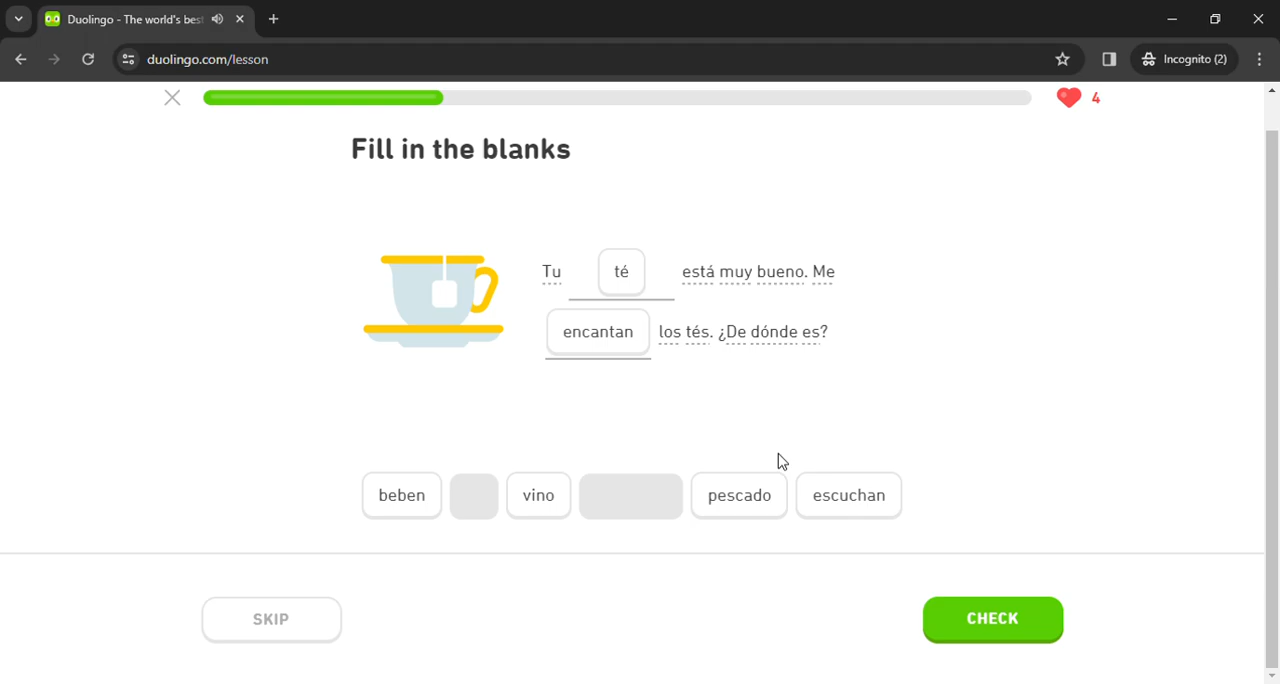 Duolingo - The world's bes
duolingo.com/lesson
Incognito (2)
4
Fill in the blanks
Tu té está muy bueno. Me
encantan los tés. ¿De dónde es?
beben vino pescado escuchan
SKIP
CHECK